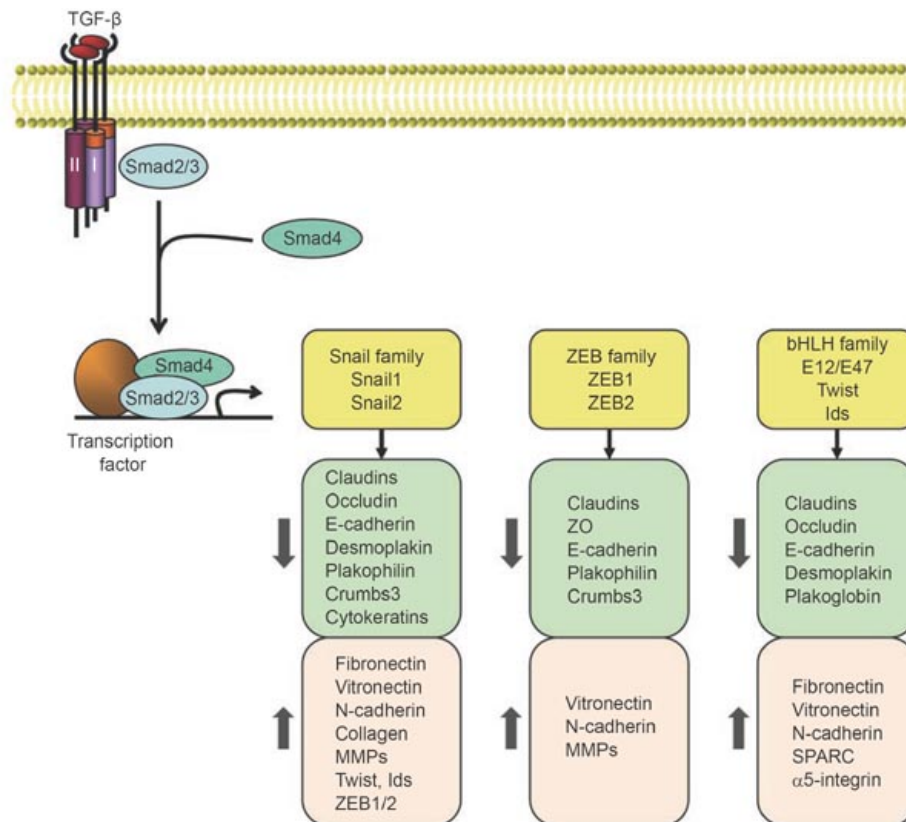 TGF-β
II
I
Smad2/3
Smad4
Smad4
Smad2/3
Transcription
factor
Snail family
Snail1
Snail2
Claudins
Occludin
E-cadherin
Desmoplakin
Plakophilin
Crumbs3
Cytokeratins
Fibronectin
Vitronectin
N-cadherin
Collagen
MMPs
Twist, Ids
ZEB1/2
ZEB family
ZEB1
ZEB2
Claudins
ZO
E-cadherin
Plakophilin
Crumbs3
Vitronectin
N-cadherin
MMPs
bHLH family
E12/E47
Twist
Ids
Claudins
Occludin
E-cadherin
Desmoplakin
Plakoglobin
Fibronectin
Vitronectin
N-cadherin
SPARC
α5-integrin